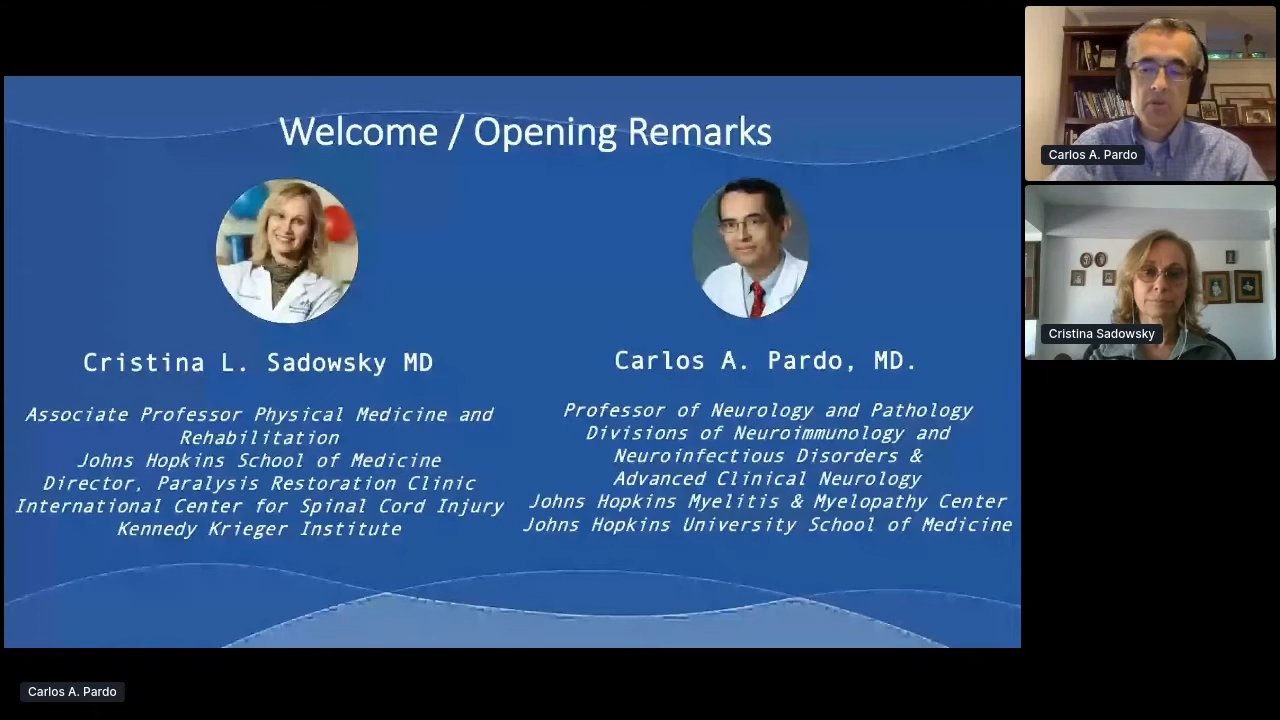 Welcome / Opening Remarks
Cristina L. Sadowsky MD
Associate Professor Physical Medicine and
Rehabilitation
Johns Hopkins School of Medicine
Director, Paralysis Restoration Clinic
International Center for Spinal Cord Injury
Kennedy Krieger Institute
Carlos A. Pardo, MD.
Professor of Neurology and Pathology
Divisions of Neuroimmunology and
Neuroinfectious Disorders &
Advanced Clinical Neurology
Johns Hopkins Myelitis & Myelopathy Center
Johns Hopkins University School of Medicine
Carlos A. Pardo
Cristina Sadowsky
Carlos A. Pardo